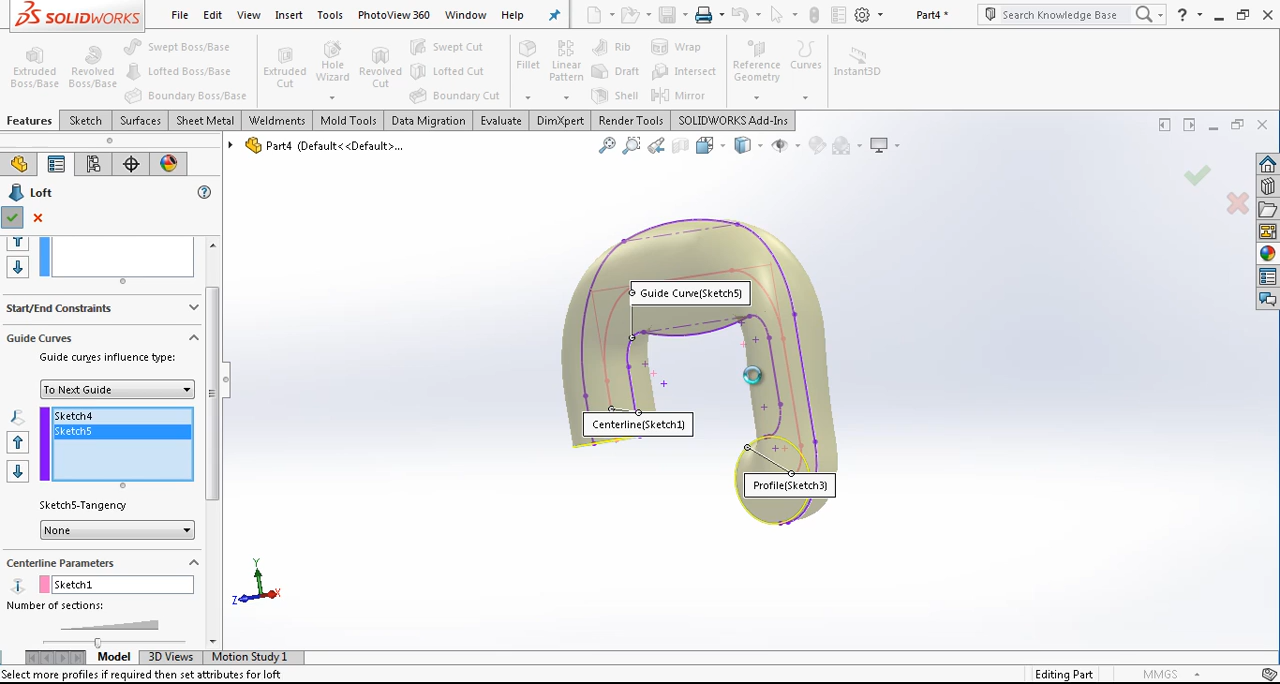 SOLIDWORKS File Edit View Insert Tools PhotoView 360 Window Help Part4 * Search Knowledge Base ?
Extruded Boss/Base
Revolved Boss/Base
Swept Boss/Base
Lofted Boss/Base
Boundary Boss/Base
Extruded Cut
Hole Wizard
Revolved Cut
Swept Cut
Lofted Cut
Boundary Cut
Fillet
Linear Pattern
Rib
Draft
Shell
Wrap
Intersect
Mirror
Reference Geometry
Curves
Instant3D
Features Sketch Surfaces Sheet Metal Weldments Mold Tools Data Migration Evaluate DimXpert Render Tools SOLIDWORKS Add-Ins
Part4 (Default<<Default>...
Loft ?
Start/End Constraints
Guide Curves
Guide curves influence type:
To Next Guide
Sketch4
Sketch5
Sketch5-Tangency
None
Centerline Parameters
Sketch1
Number of sections:
Guide Curve(Sketch5)
Centerline(Sketch1)
Profile(Sketch3)
Y
Z X
Model 3D Views Motion Study 1
Select more profiles if required then set attributes for loft Editing Part MMGS